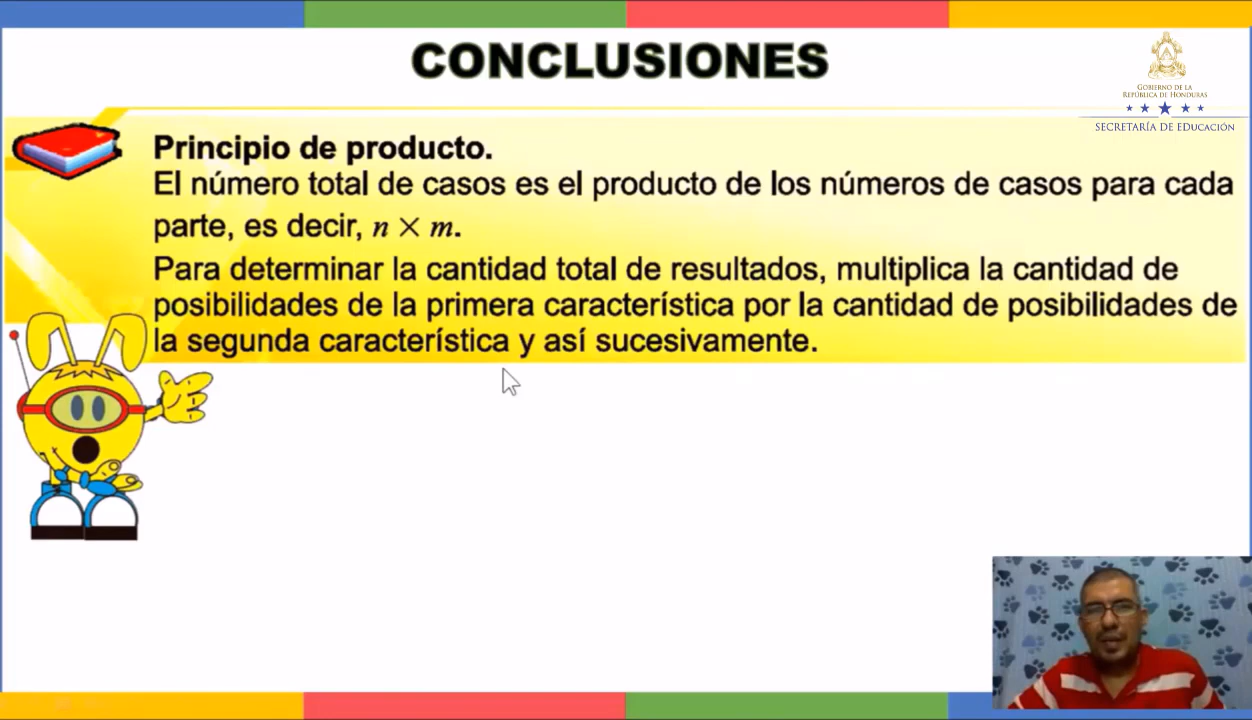 CONCLUSIONES
GOBIERNO DE LA
REPÚBLICA DE HONDURAS
SECRETARÍA DE EDUCACIÓN
Principio de producto.
El número total de casos es el producto de los números de casos para cada
parte, es decir, n × m.
Para determinar la cantidad total de resultados, multiplica la cantidad de
posibilidades de la primera característica por la cantidad de posibilidades de
la segunda característica y así sucesivamente.